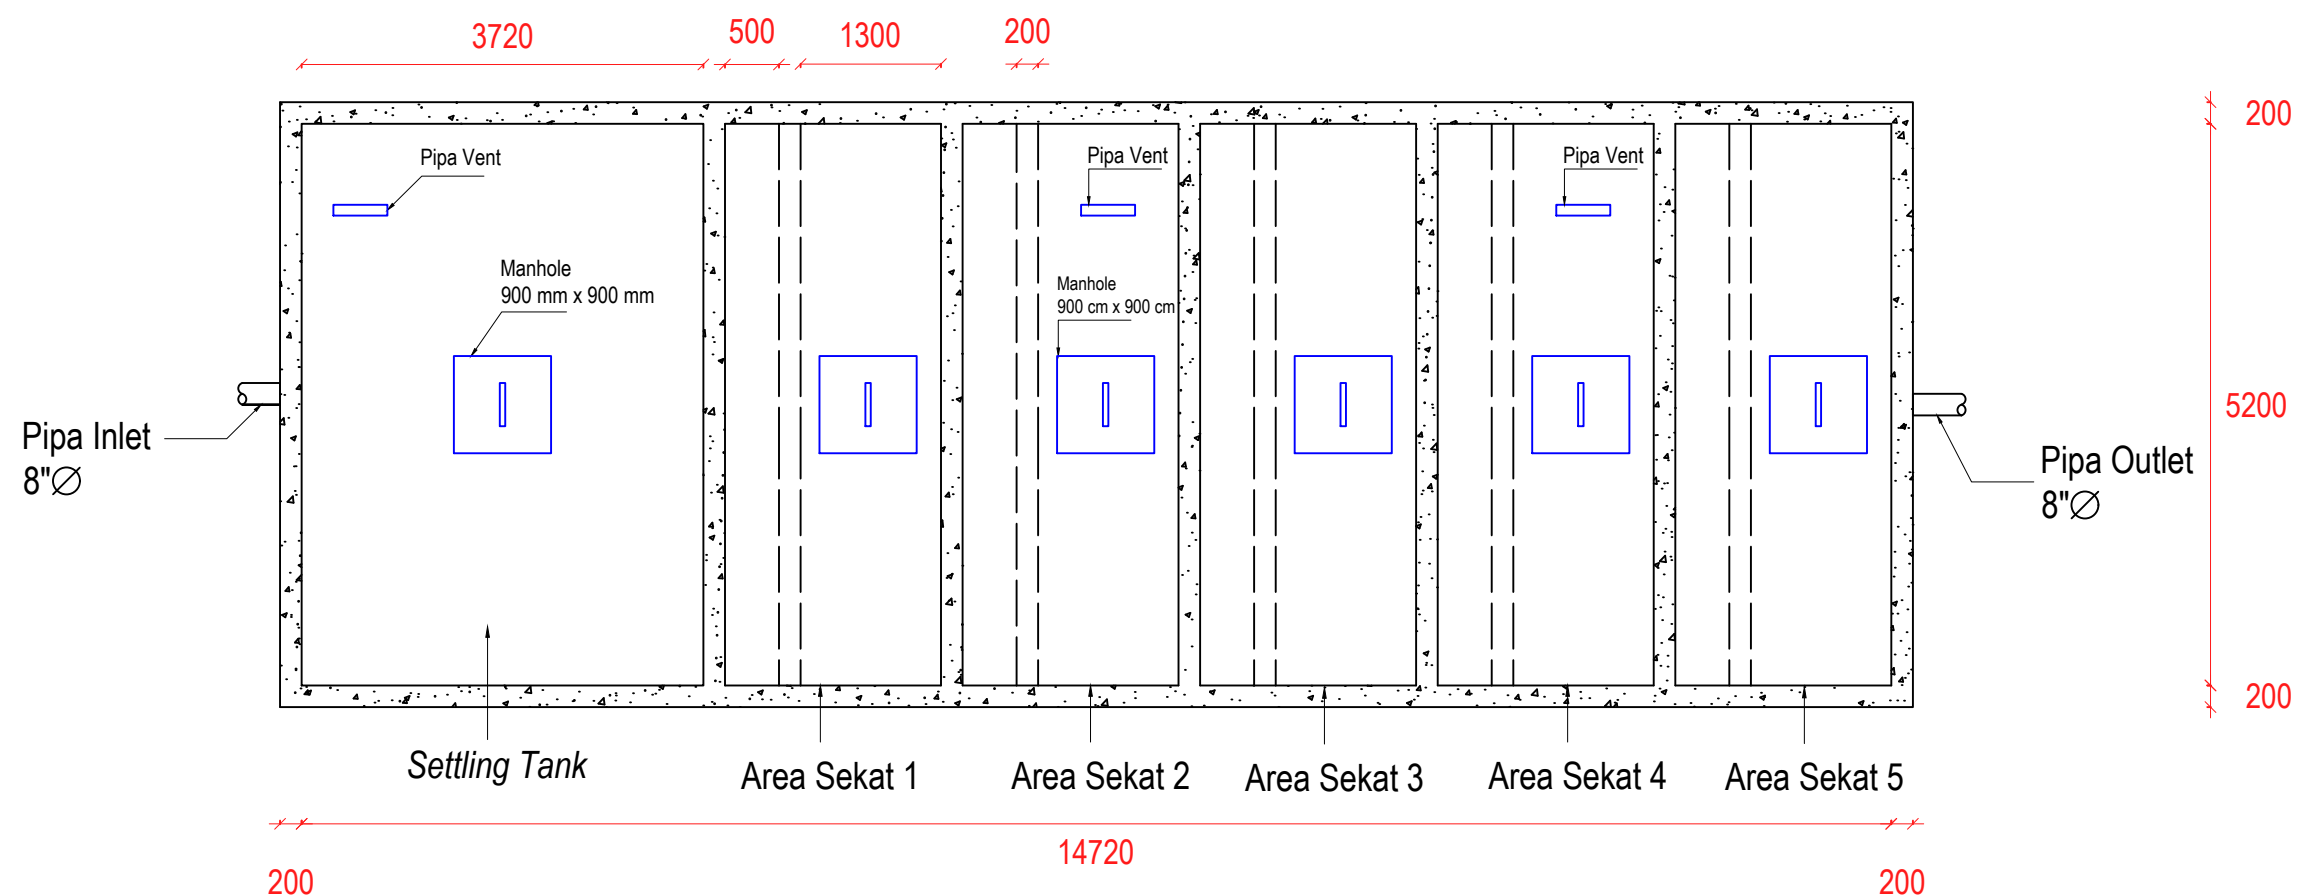 3720
500
1300
200
200
Pipa Vent
Pipa Vent
Pipa Vent
Manhole
900 mm x 900 mm
Manhole
900 cm x 900 cm
Pipa Inlet
8"∅
5200
Pipa Outlet
8"∅
200
Settling Tank
Area Sekat 1
Area Sekat 2
Area Sekat 3
Area Sekat 4
Area Sekat 5
14720
200
200